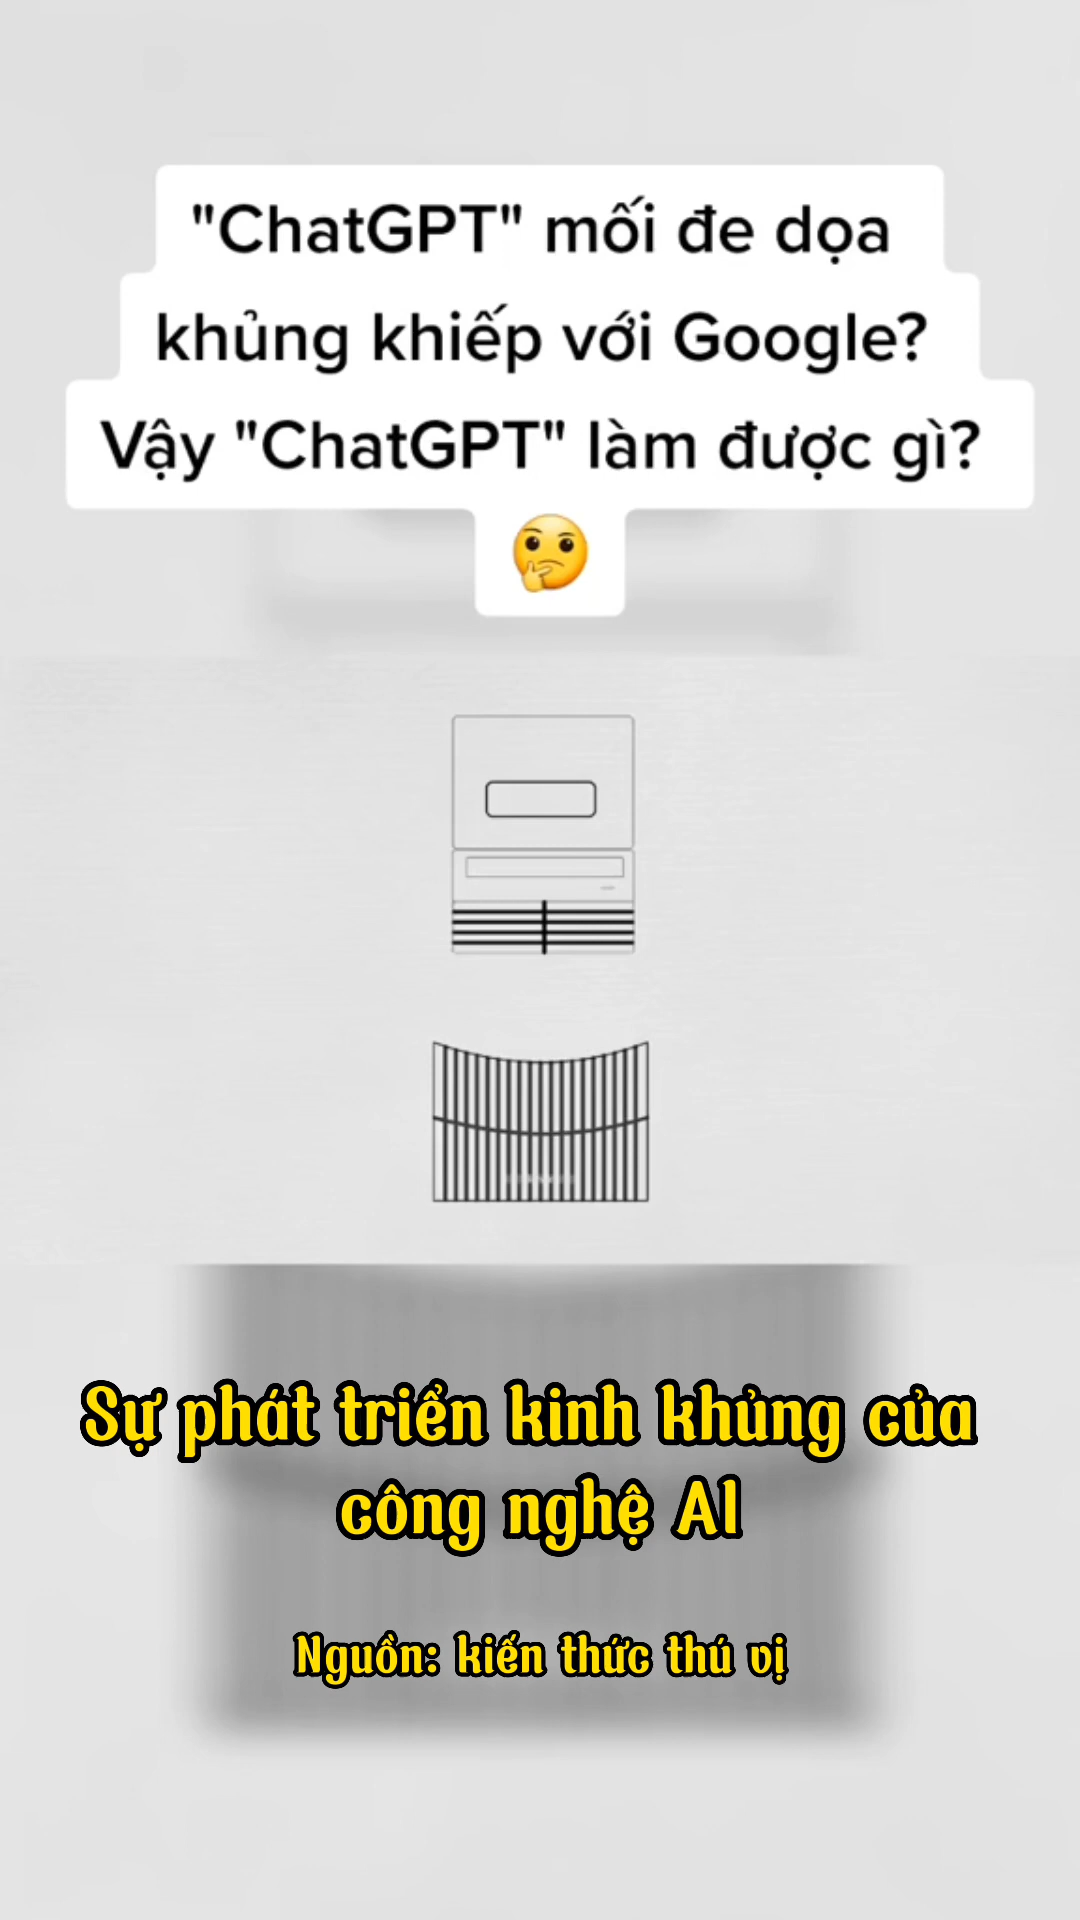 "ChatGPT" mối đe dọa
khủng khiếp với Google?
Vậy "ChatGPT" làm được gì?
🤔
Sự phát triển kinh khủng của
công nghệ AI
Nguồn: kiến thức thú vị